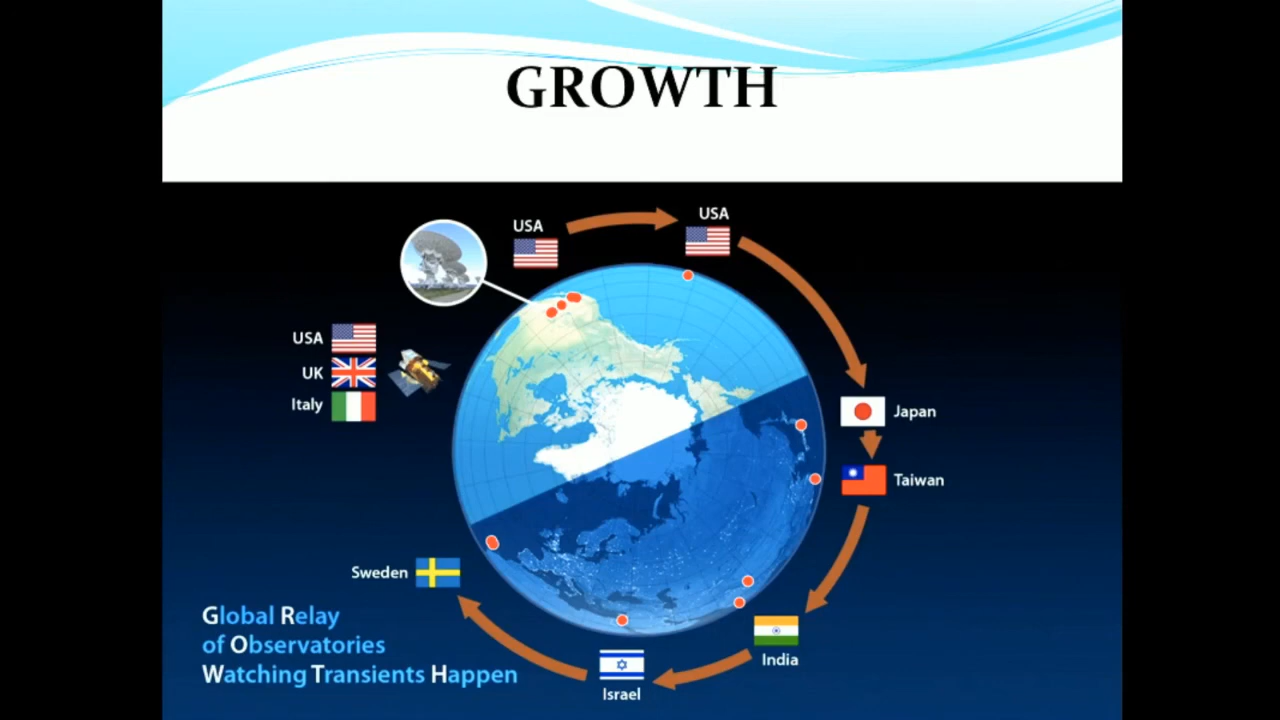 GROWTH
USA
USA
USA
UK
Italy
Japan
Taiwan
Sweden
India
Israel
Global Relay
of Observatories
Watching Transients Happen